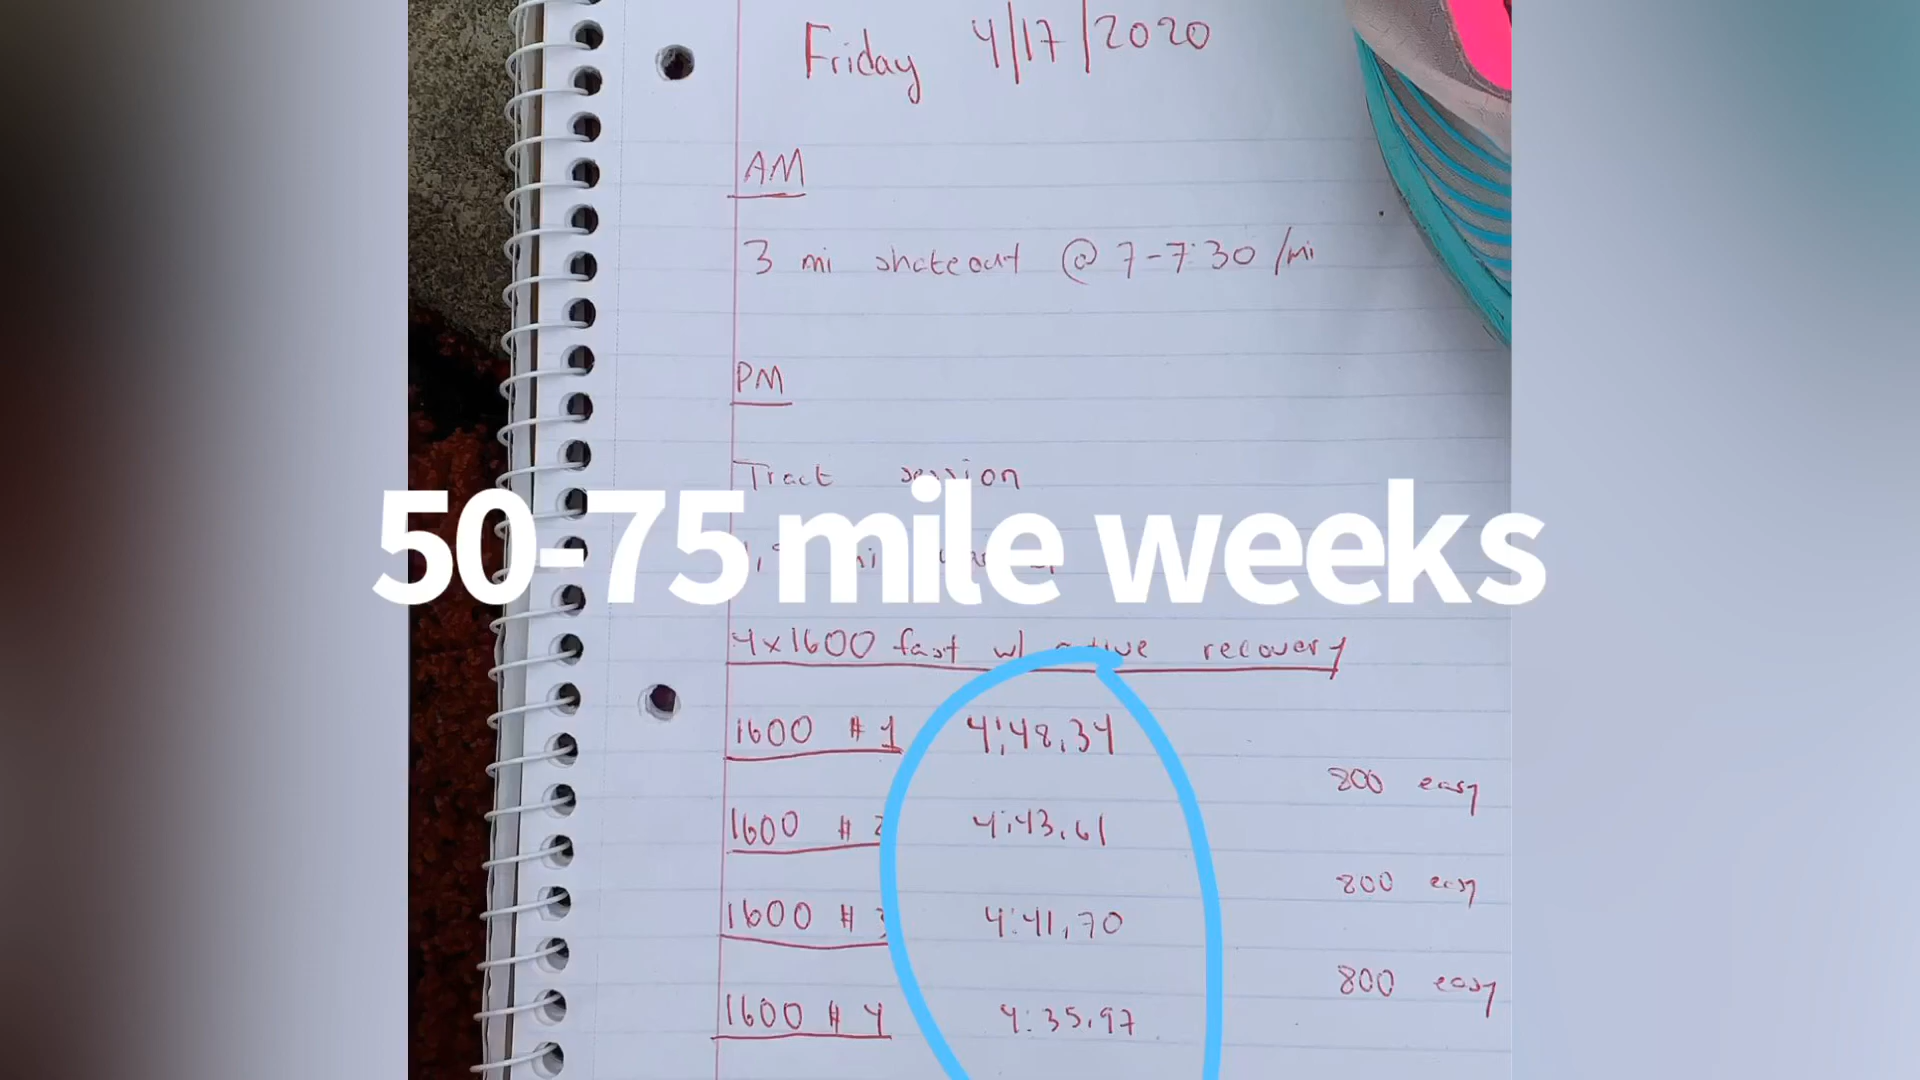 Friday 4/17/2020
AM
3 mi shakeout @ 7-7:30 /mi
PM
Track session
50-75 mile weeks
4x1600 fast w/ active recovery
1600 #1 4:48.34
800 easy
1600 #2 4:43.61
800 easy
1600 #3 4:41.70
800 easy
1600 #4 4:35.97